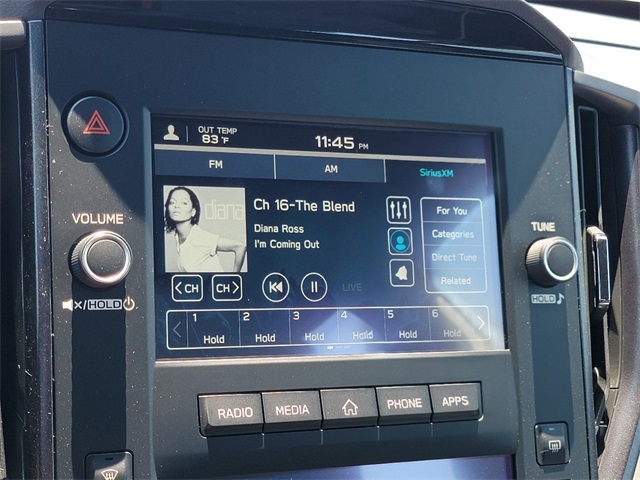 OUT TEMP
83 °F
11:45 PM
FM
AM
SiriusXM
diana
Ch 16-The Blend
Diana Ross
I'm Coming Out
For You
Categories
Direct Tune
Related
CH
CH
LIVE
1 2 3 4 5 6
Hold Hold Hold Hold Hold Hold
VOLUME
/HOLD/
TUNE
HOLD
RADIO
MEDIA
PHONE
APPS